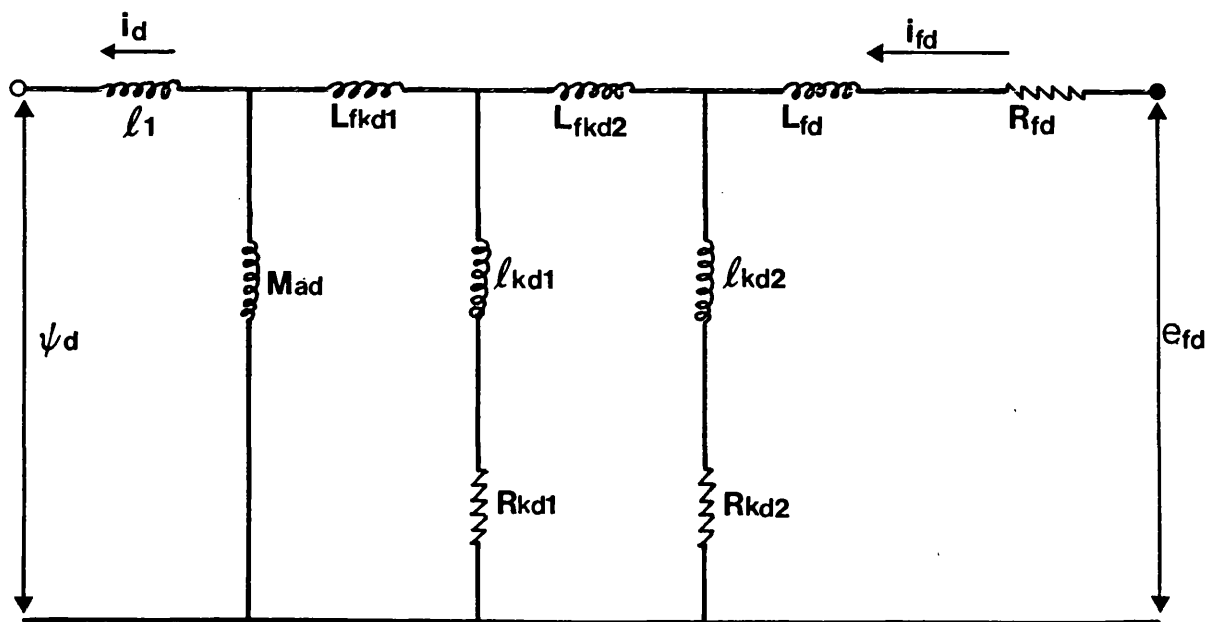 id
ifd
ℓ1
Lfkd1
Lfkd2
Lfd
Rfd
Mad
ℓkd1
ℓkd2
ψd
efd
Rkd1
Rkd2